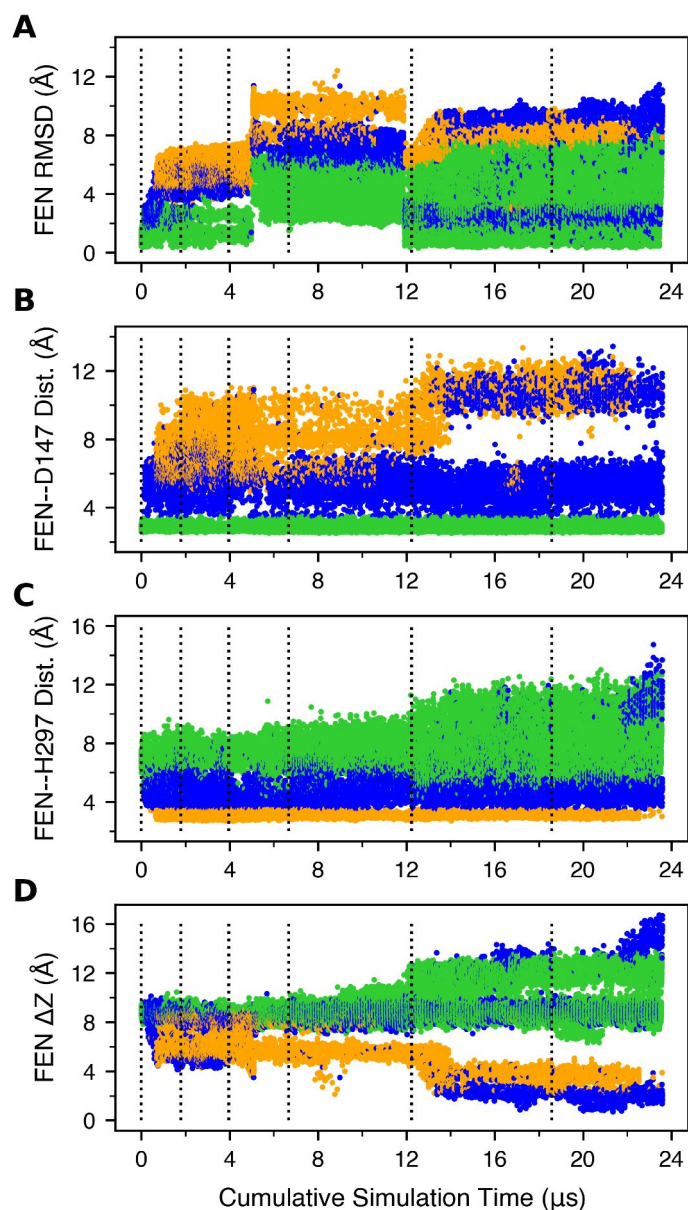 A
FEN RMSD (Å)
12
8
4
0
0 4 8 12 16 20 24
B
FEN--D147 Dist. (Å)
12
8
4
0 4 8 12 16 20 24
C
FEN--H297 Dist. (Å)
16
12
8
4
0 4 8 12 16 20 24
D
FEN ΔZ (Å)
16
12
8
4
0
0 4 8 12 16 20 24
Cumulative Simulation Time (μs)